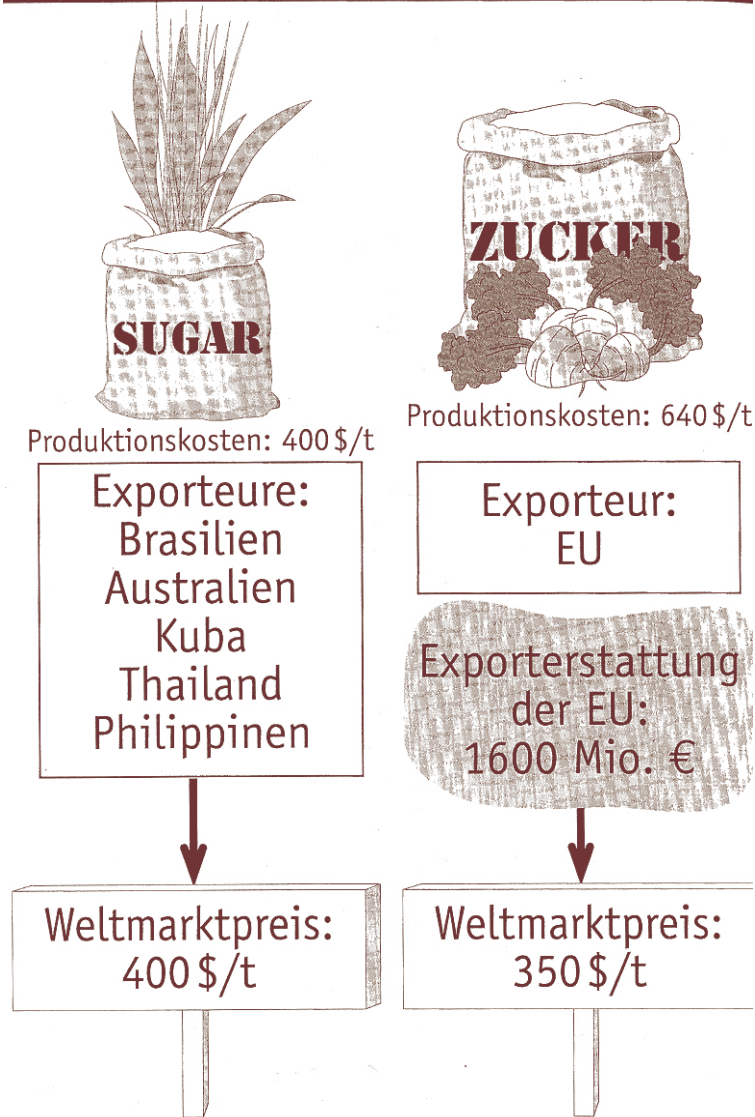 SUGAR
Produktionskosten: 400 $/t
Exporteure:
Brasilien
Australien
Kuba
Thailand
Philippinen
Weltmarktpreis:
400 $/t
ZUCKER
Produktionskosten: 640 $/t
Exporteur:
EU
Exporterstattung
der EU:
1600 Mio. €
Weltmarktpreis:
350 $/t